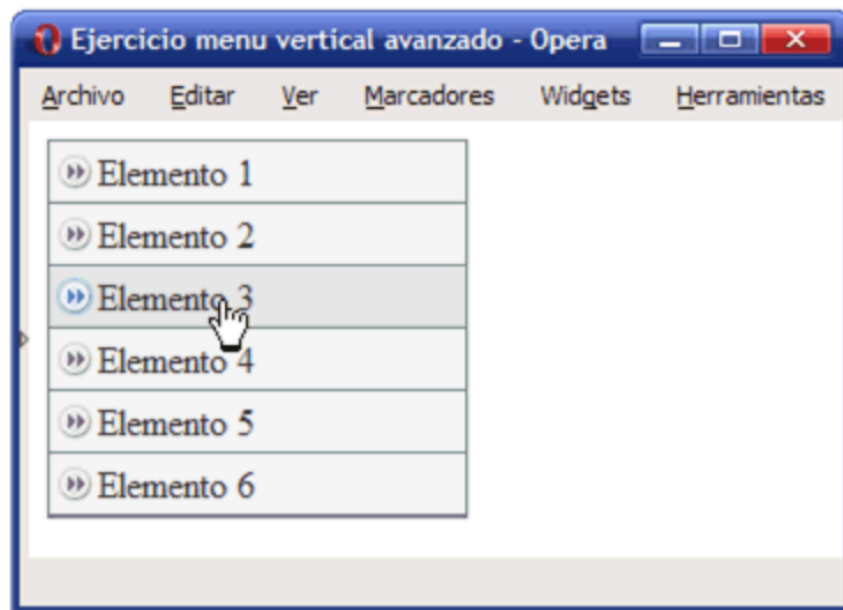 Ejercicio menu vertical avanzado - Opera
Archivo Editar Ver Marcadores Widgets Herramientas
Elemento 1
Elemento 2
Elemento 3
Elemento 4
Elemento 5
Elemento 6